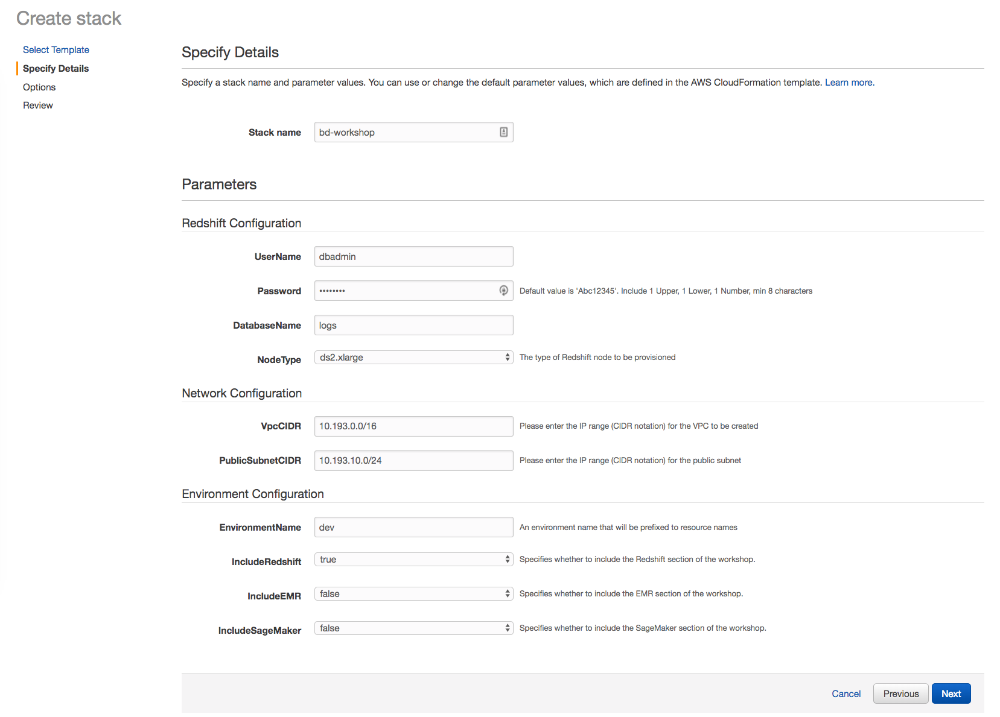 Create stack
Select Template
Specify Details
Options
Review
Specify Details
Specify a stack name and parameter values. You can use or change the default parameter values, which are defined in the AWS CloudFormation template. Learn more.
Stack name bd-workshop
Parameters
Redshift Configuration
UserName dbadmin
Password •••••••• Default value is 'Abc12345'. Include 1 Upper, 1 Lower, 1 Number, min 8 characters
DatabaseName logs
NodeType ds2.xlarge The type of Redshift node to be provisioned
Network Configuration
VpcCIDR 10.193.0.0/16 Please enter the IP range (CIDR notation) for the VPC to be created
PublicSubnetCIDR 10.193.10.0/24 Please enter the IP range (CIDR notation) for the public subnet
Environment Configuration
EnvironmentName dev An environment name that will be prefixed to resource names
IncludeRedshift true Specifies whether to include the Redshift section of the workshop.
IncludeEMR false Specifies whether to include the EMR section of the workshop.
IncludeSageMaker false Specifies whether to include the SageMaker section of the workshop.
Cancel Previous Next